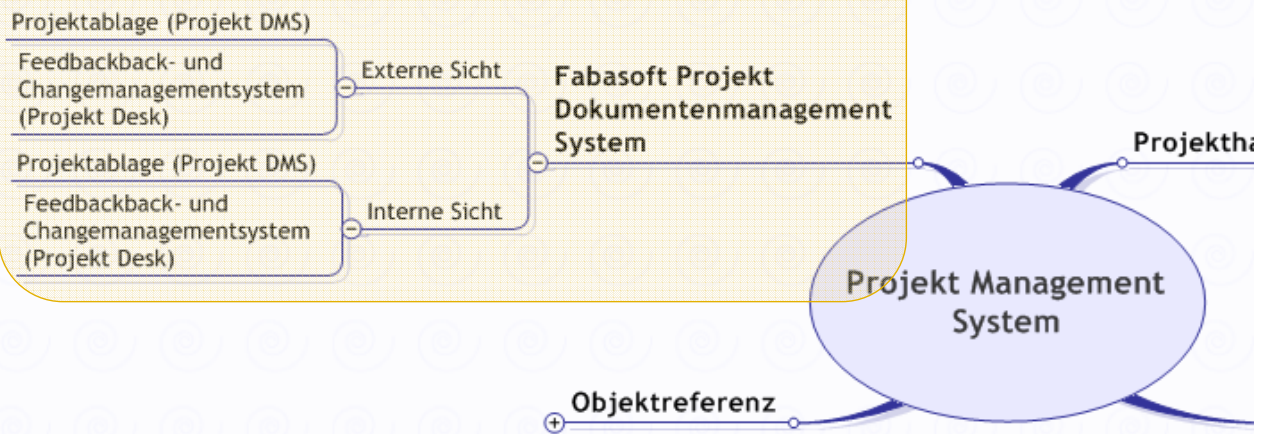 Projektablage (Projekt DMS)
Feedbackback- und
Changemanagementsystem
(Projekt Desk)
Externe Sicht
Projektablage (Projekt DMS)
Feedbackback- und
Changemanagementsystem
(Projekt Desk)
Interne Sicht
Fabasoft Projekt
Dokumentenmanagement
System
Projekt Management
System
Objektreferenz